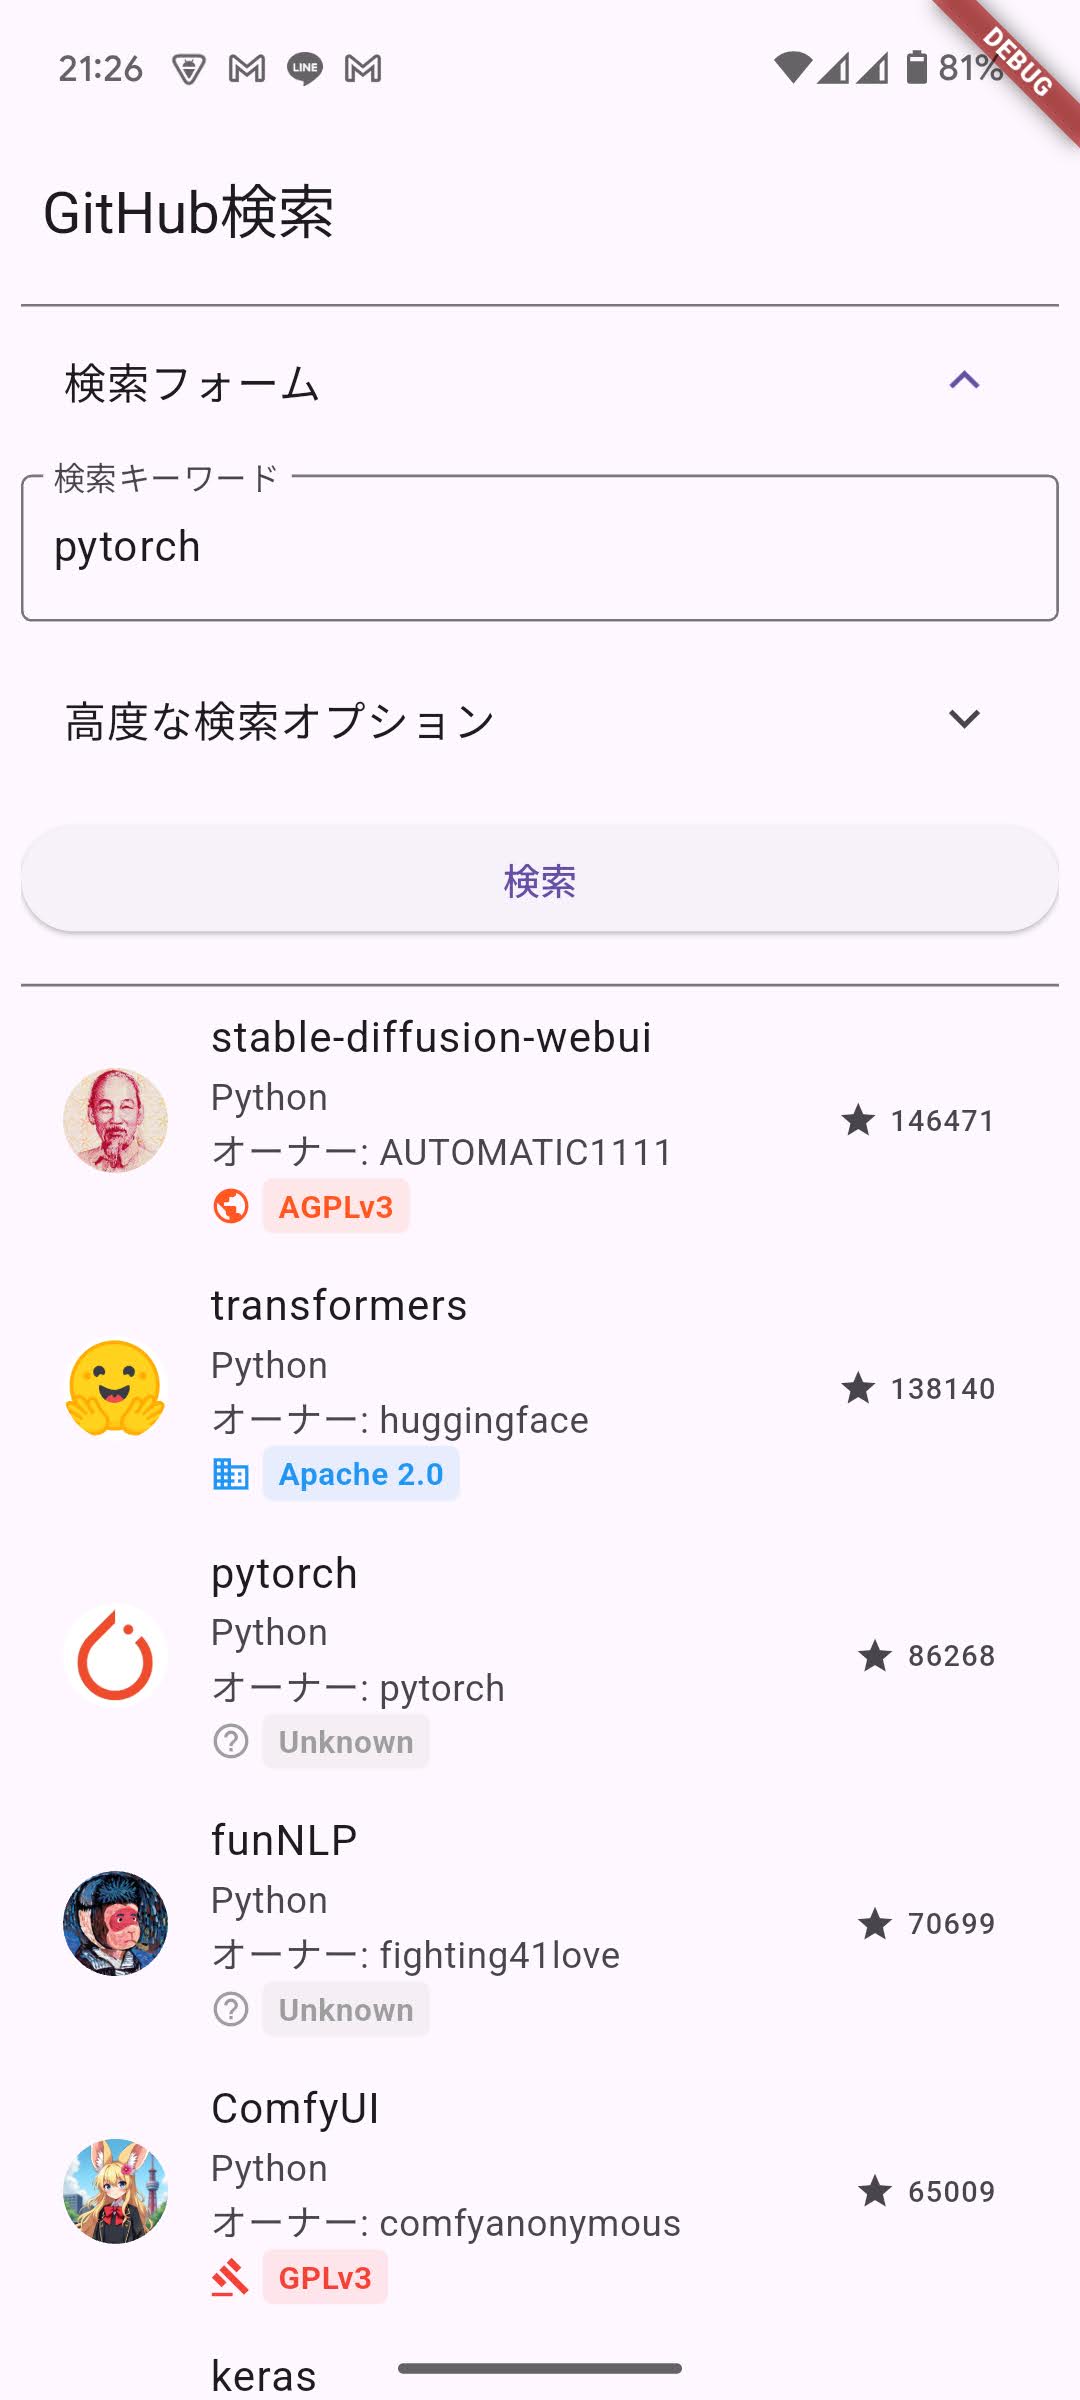 21:26
LINE
81%
DEBUG
GitHub検索
検索フォーム
検索キーワード
pytorch
高度な検索オプション
検索
stable-diffusion-webui
Python
オーナー: AUTOMATIC1111
146471
AGPLv3
transformers
Python
オーナー: huggingface
138140
Apache 2.0
pytorch
Python
オーナー: pytorch
86268
Unknown
funNLP
Python
オーナー: fighting41love
70699
Unknown
ComfyUI
Python
オーナー: comfyanonymous
65009
GPLv3
keras